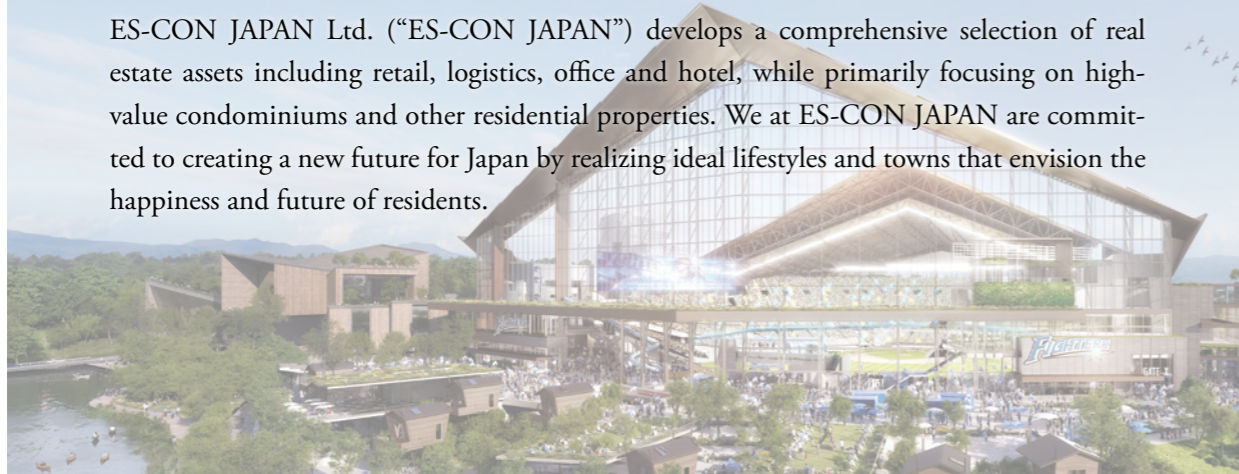 ES-CON JAPAN Ltd. (“ES-CON JAPAN”) develops a comprehensive selection of real
estate assets including retail, logistics, office and hotel, while primarily focusing on high-
value condominiums and other residential properties. We at ES-CON JAPAN are commit-
ted to creating a new future for Japan by realizing ideal lifestyles and towns that envision the
happiness and future of residents.
FIGHTERS